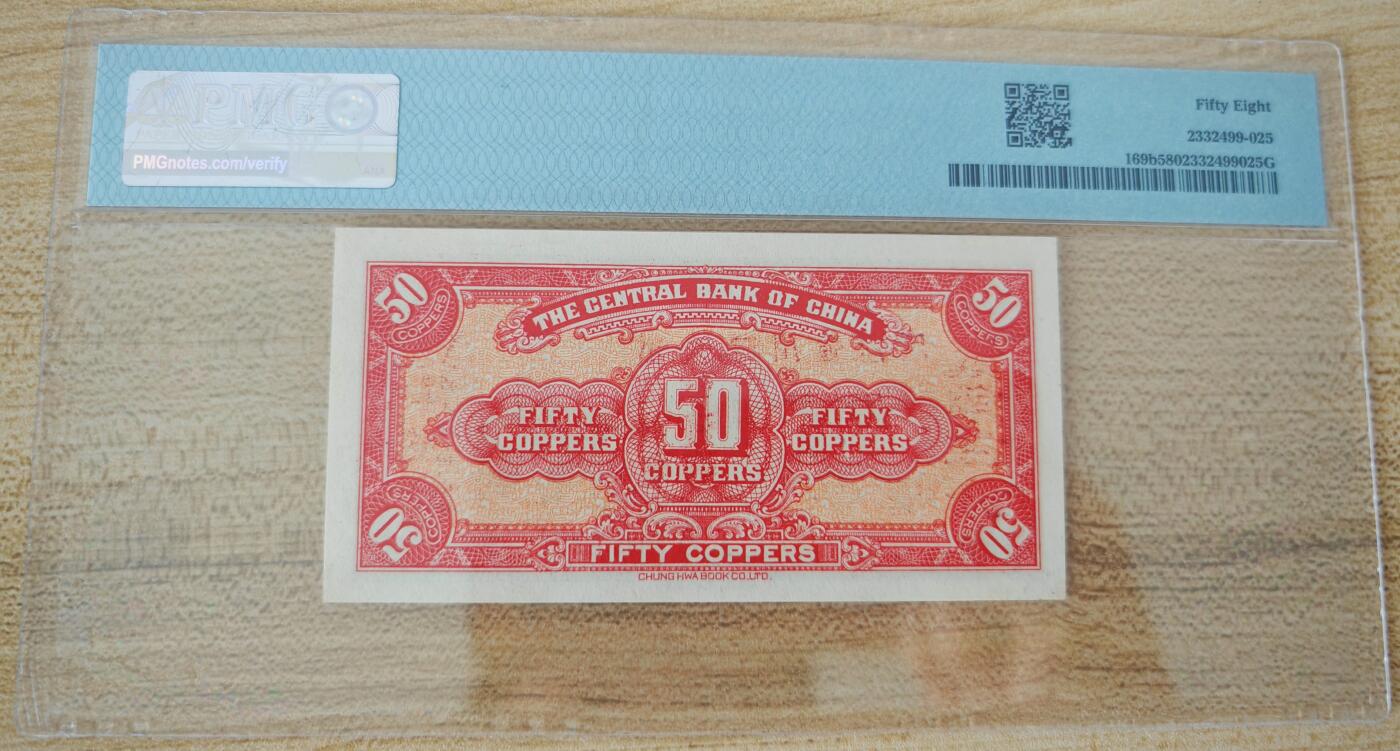 PMG
PMGnotes.com/verify
Fifty Eight
2332499-025
169b5802332499025G
50 COPPERS
50 COPPERS
THE CENTRAL BANK OF CHINA
FIFTY COPPERS
50
COPPERS
FIFTY COPPERS
50 COPPERS
50 COPPERS
FIFTY COPPERS
CHUNG HWA BOOK CO. LTD.